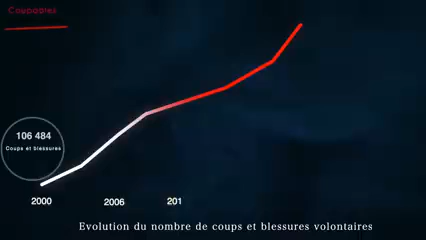 Coupables
106 484
Coups et blessures
2000
2006
201
Evolution du nombre de coups et blessures volontaires